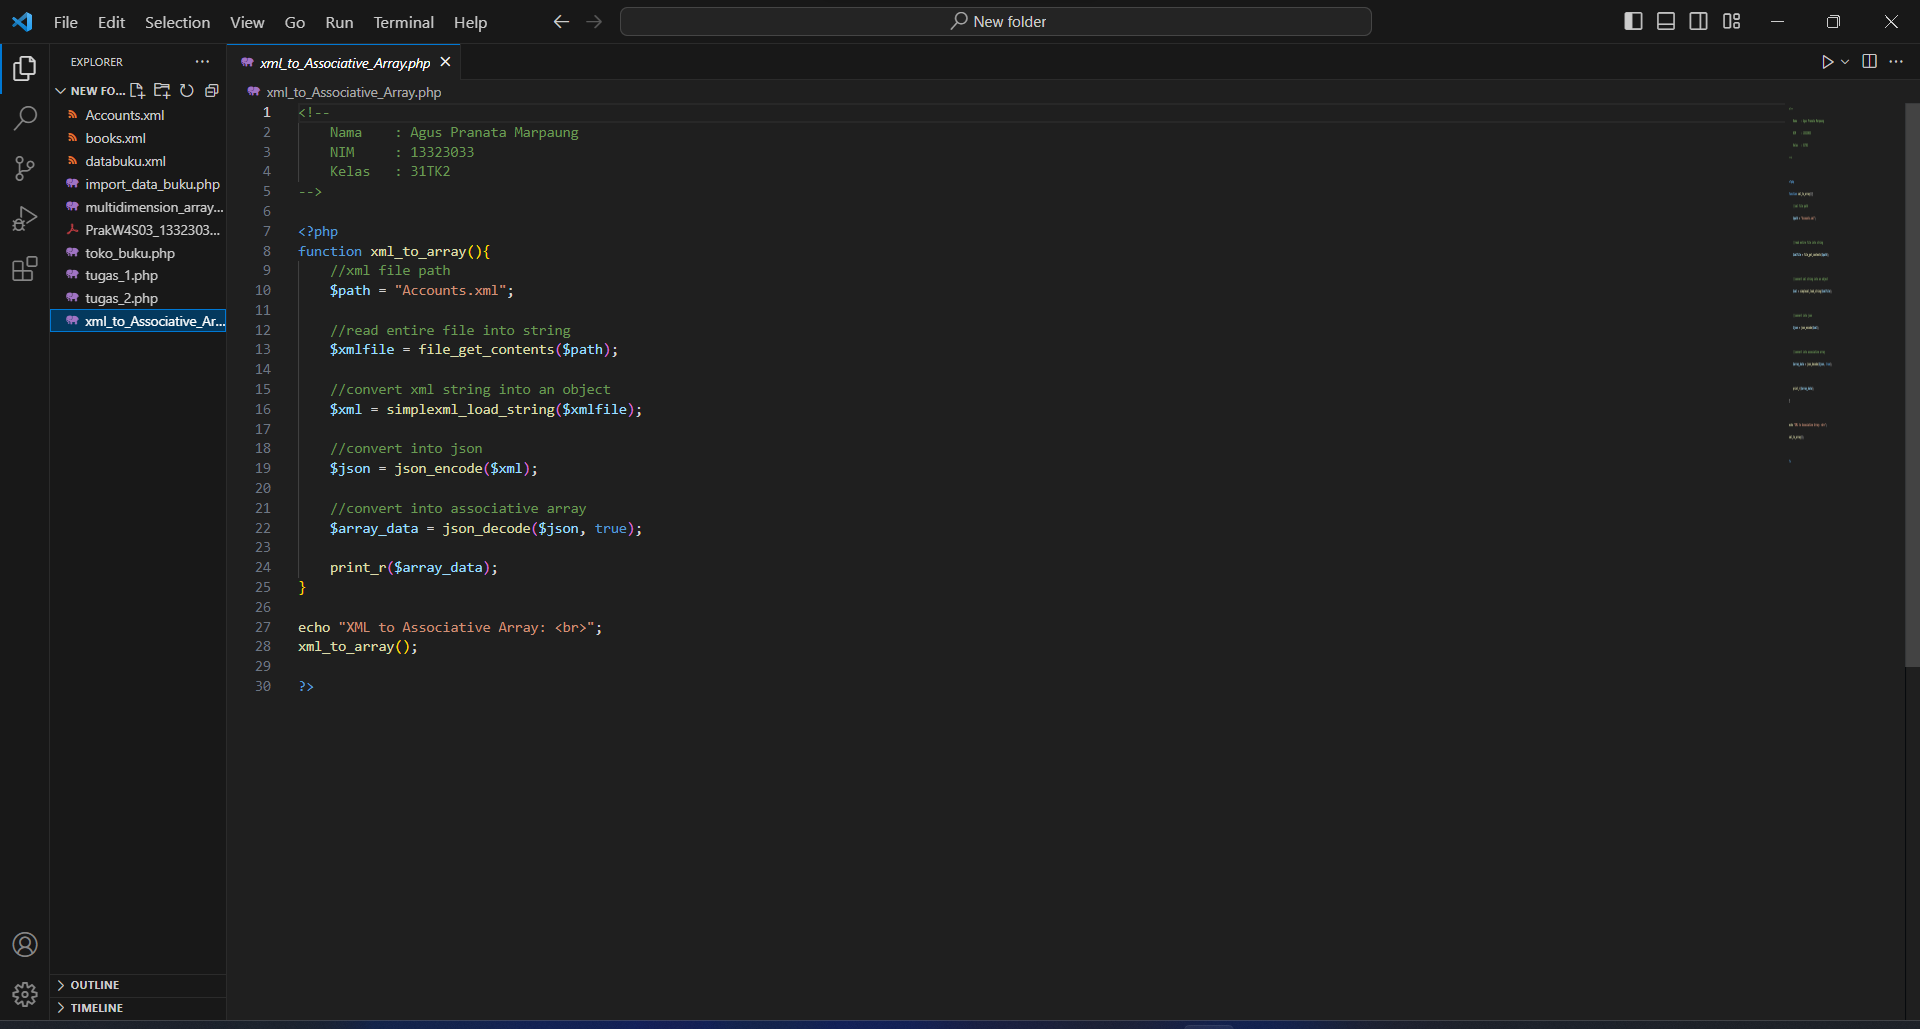 File Edit Selection View Go Run Terminal Help
New folder
EXPLORER
NEW FO...
Accounts.xml
books.xml
databuku.xml
import_data_buku.php
multidimension_array...
PrakW4S03_1332303...
toko_buku.php
tugas_1.php
tugas_2.php
xml_to_Associative_Ar...
OUTLINE
TIMELINE
xml_to_Associative_Array.php
xml_to_Associative_Array.php
1 <!--
2     Nama    : Agus Pranata Marpaung
3     NIM     : 13323033
4     Kelas   : 31TK2
5 -->
6
7 <?php
8 function xml_to_array(){
9     //xml file path
10     $path = "Accounts.xml";
11
12     //read entire file into string
13     $xmlfile = file_get_contents($path);
14
15     //convert xml string into an object
16     $xml = simplexml_load_string($xmlfile);
17
18     //convert into json
19     $json = json_encode($xml);
20
21     //convert into associative array
22     $array_data = json_decode($json, true);
23
24     print_r($array_data);
25 }
26
27 echo "XML to Associative Array: <br>";
28 xml_to_array();
29
30 ?>